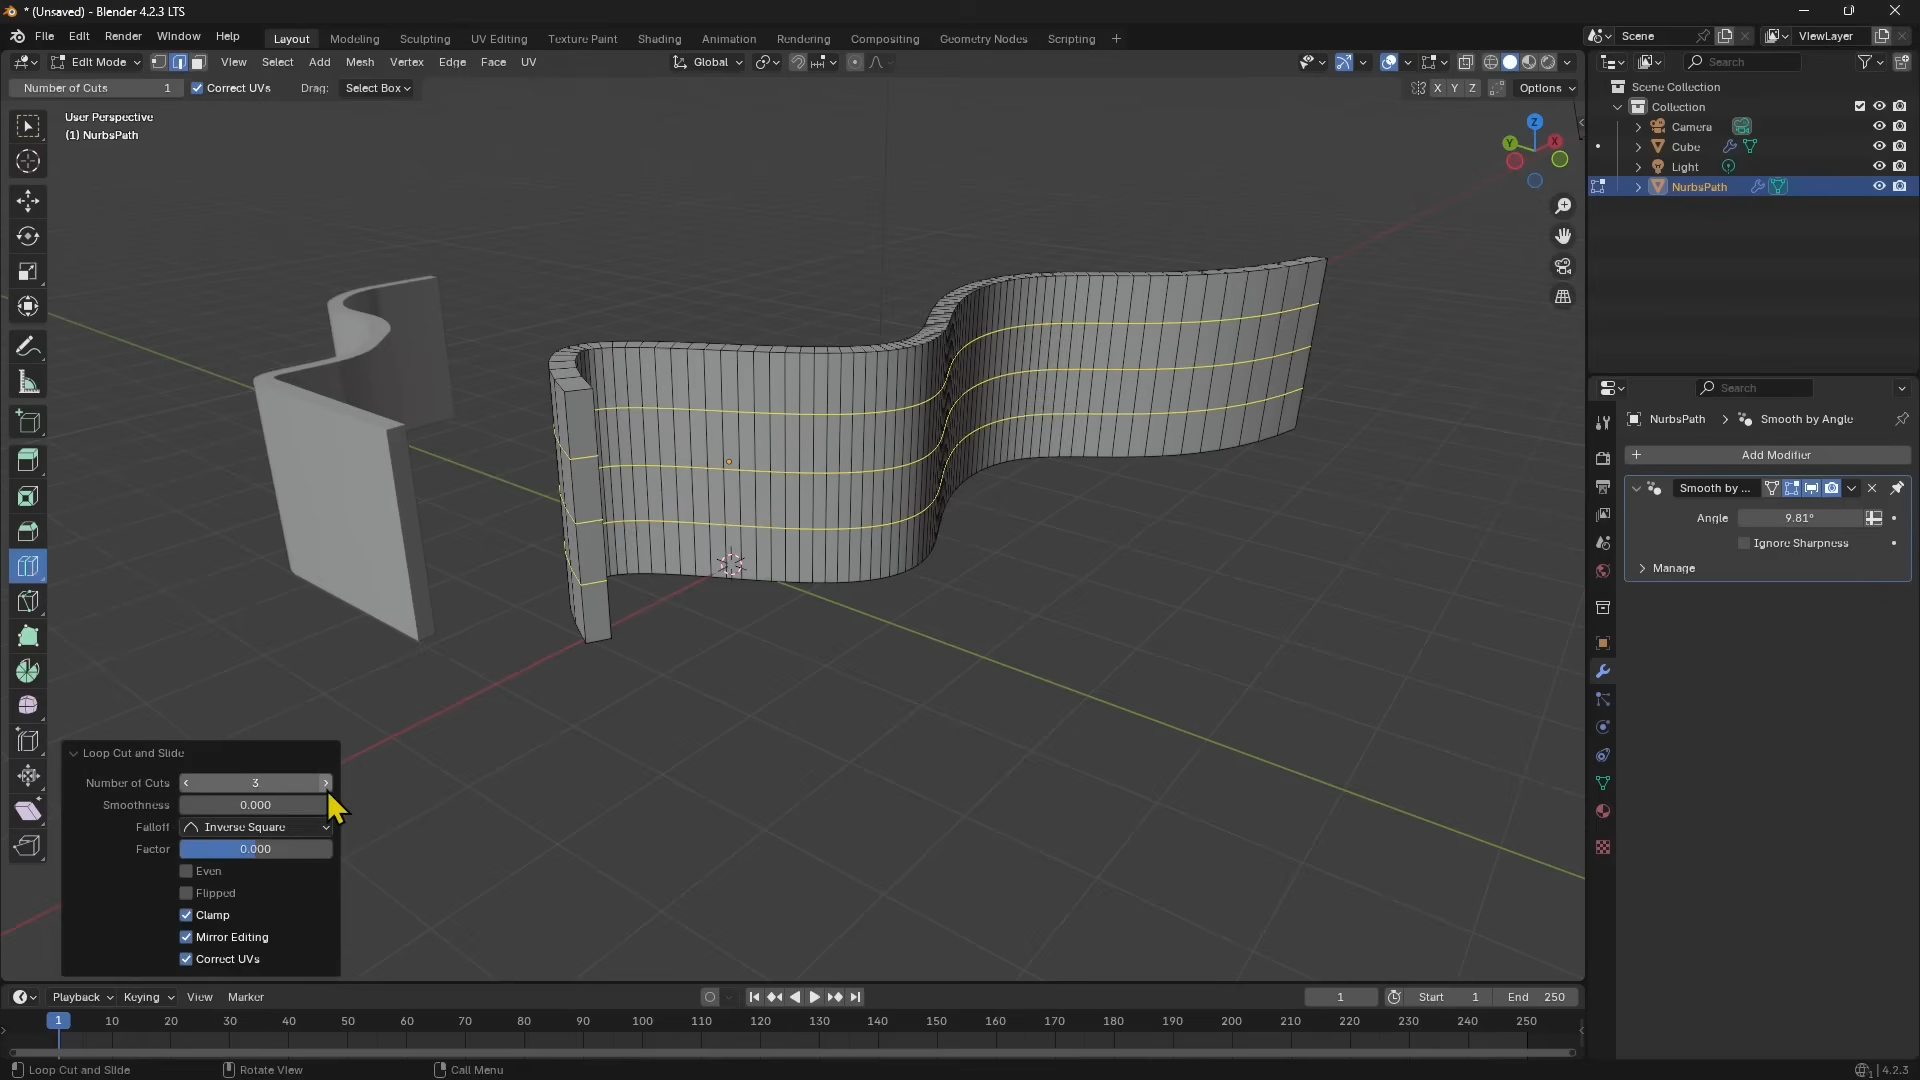 * (Unsaved) - Blender 4.2.3 LTS
File Edit Render Window Help Layout Modeling Sculpting UV Editing Texture Paint Shading Animation Rendering Compositing Geometry Nodes Scripting + Scene ViewLayer
Edit Mode View Select Add Mesh Vertex Edge Face UV Global Search
Number of Cuts 1 Correct UVs Drag: Select Box X Y Z Options
User Perspective
(1) NurbsPath
Z
Y X
Scene Collection
Collection
Camera
Cube
Light
NurbsPath
Search
NurbsPath > Smooth by Angle
+ Add Modifier
Smooth by ...
Angle 9.81°
Ignore Sharpness
Manage
Loop Cut and Slide
Number of Cuts 3
Smoothness 0.000
Falloff Inverse Square
Factor 0.000
Even
Flipped
Clamp
Mirror Editing
Correct UVs
Playback Keying View Marker 1 Start 1 End 250
1 10 20 30 40 50 60 70 80 90 100 110 120 130 140 150 160 170 180 190 200 210 220 230 240 250
Loop Cut and Slide Rotate View Call Menu 4.2.3